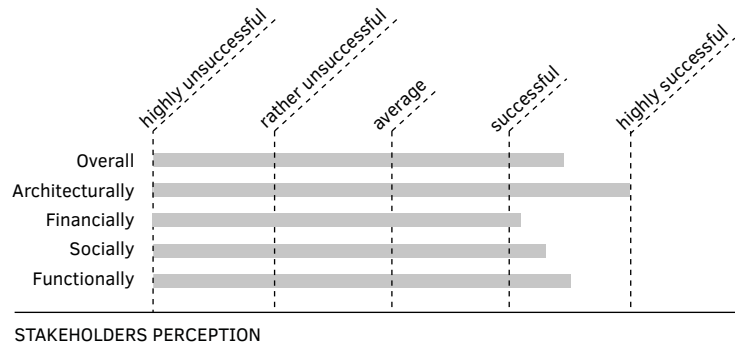 highly unsuccessful
rather unsuccessful
average
successful
highly successful
Overall
Architecturally
Financially
Socially
Functionally
STAKEHOLDERS PERCEPTION